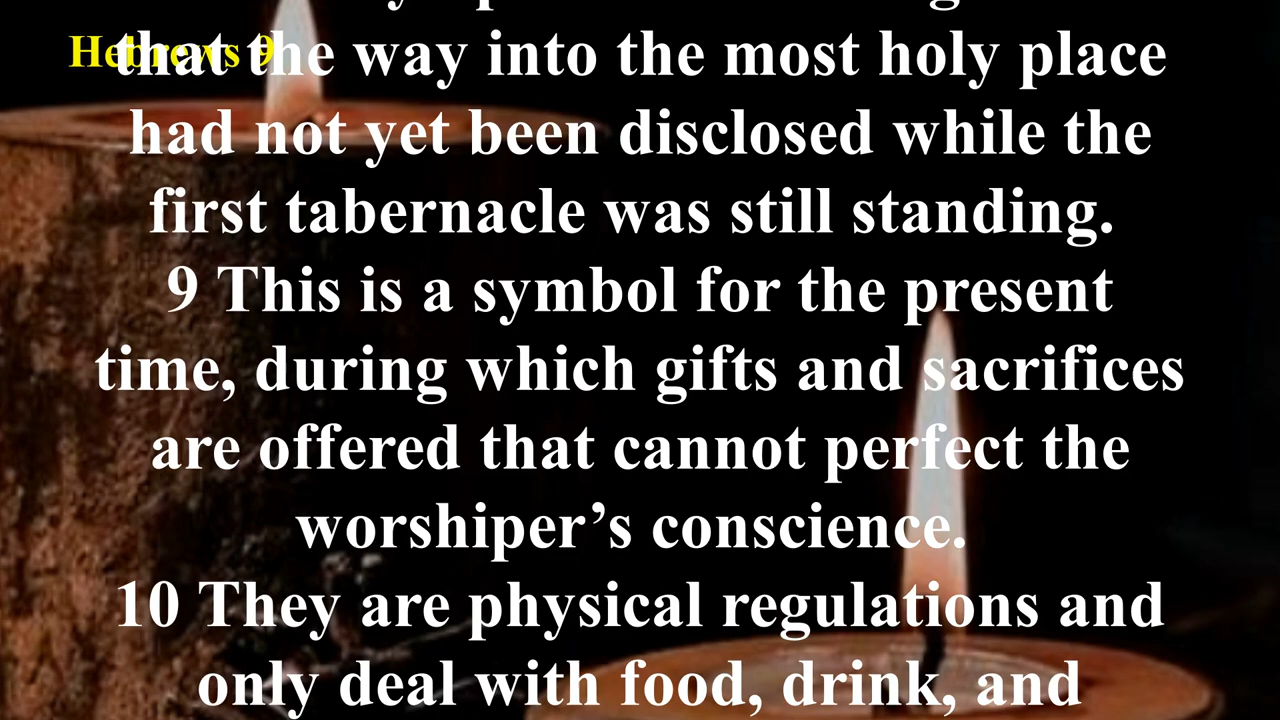 Hebrews 9
that the way into the most holy place
had not yet been disclosed while the
first tabernacle was still standing.
9 This is a symbol for the present
time, during which gifts and sacrifices
are offered that cannot perfect the
worshiper’s conscience.
10 They are physical regulations and
only deal with food, drink, and